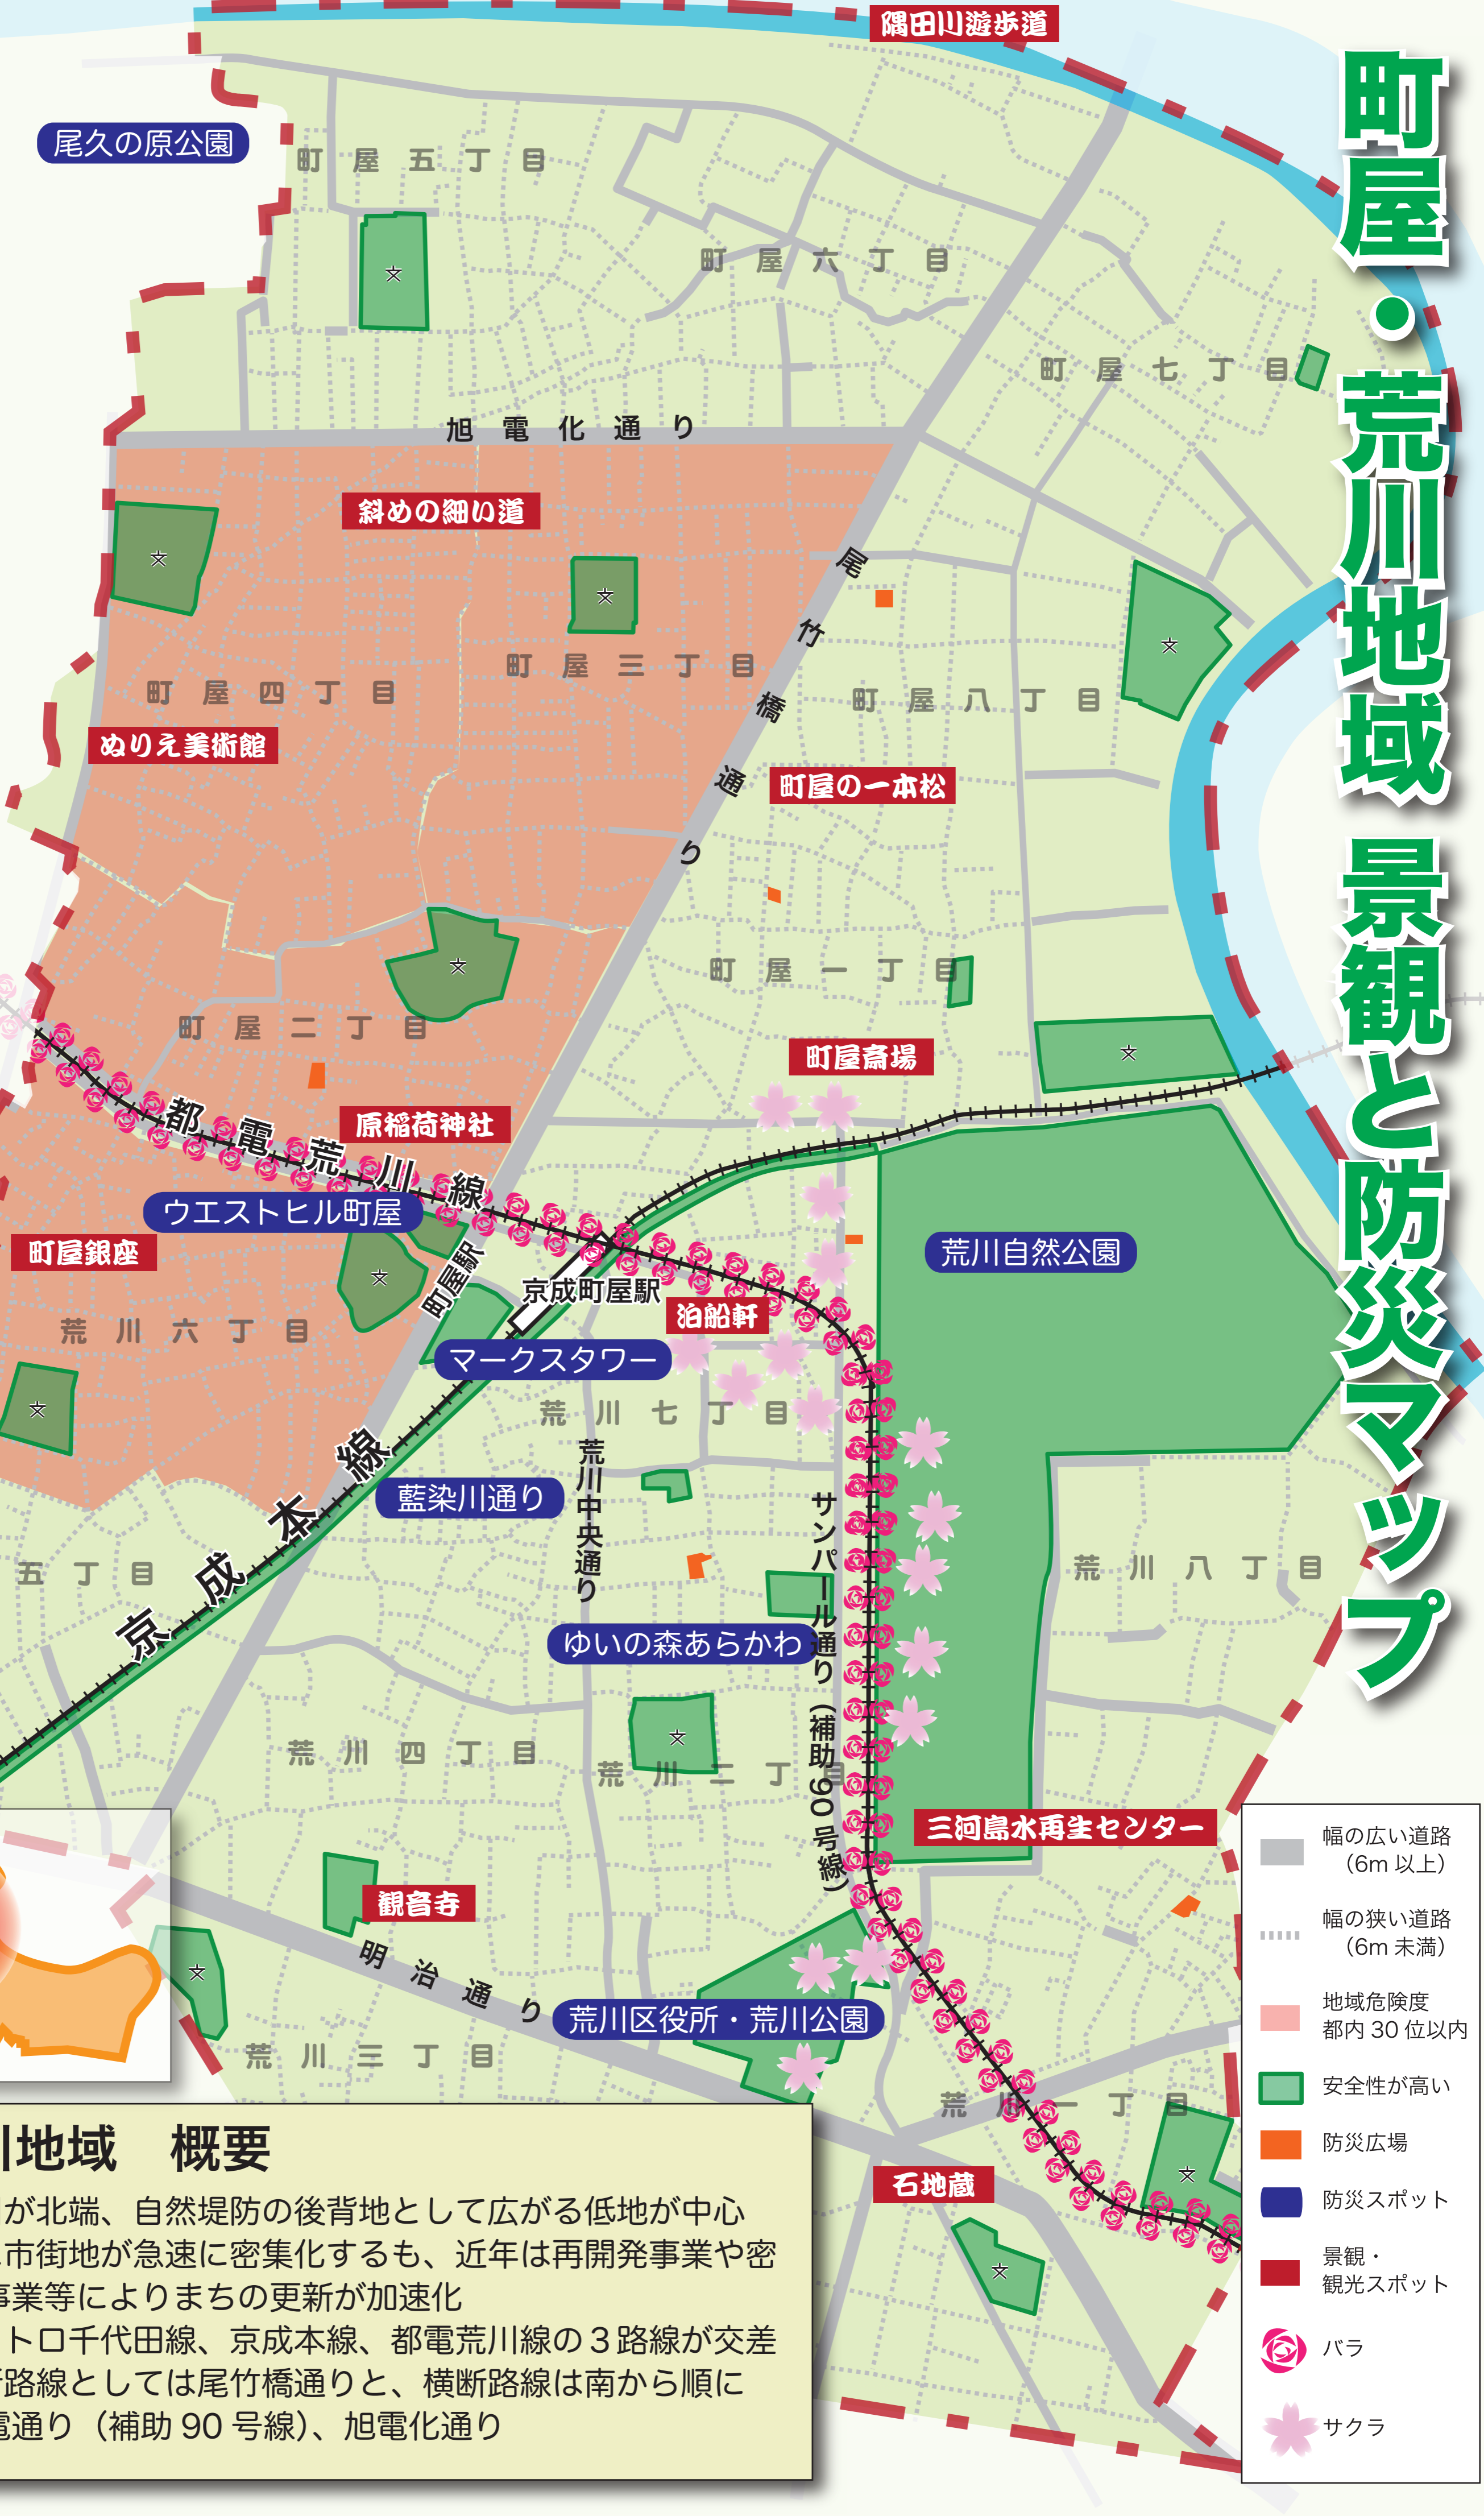 町屋・荒川地域 景観と防災マップ
隅田川遊歩道
尾久の原公園
町屋五丁目
町屋六丁目
町屋七丁目
旭電化通り
斜めの細い道
尾竹橋通り
町屋三丁目
町屋四丁目
町屋八丁目
ぬりえ美術館
町屋の一本松
町屋一丁目
町屋二丁目
町屋斎場
原稲荷神社
都電荒川線
ウエストヒル町屋
町屋銀座
町屋駅
京成町屋駅
荒川自然公園
泊船軒
荒川六丁目
マークスタワー
荒川七丁目
京成本線
藍染川通り
荒川中央通り
サンパール通り（補助90号線）
五丁目
荒川八丁目
ゆいの森あらかわ
荒川四丁目
荒川二丁目
三河島水再生センター
観音寺
明治通り
荒川区役所・荒川公園
荒川三丁目
荒川一丁目
石地蔵
幅の広い道路
（6m 以上）
幅の狭い道路
（6m 未満）
地域危険度
都内 30 位以内
安全性が高い
防災広場
防災スポット
景観・
観光スポット
バラ
サクラ
地域　概要
が北端、自然堤防の後背地として広がる低地が中心
市街地が急速に密集化するも、近年は再開発事業や密
事業等によりまちの更新が加速化
トロ千代田線、京成本線、都電荒川線の３路線が交差
路線としては尾竹橋通りと、横断路線は南から順に
電通り（補助 90 号線）、旭電化通り